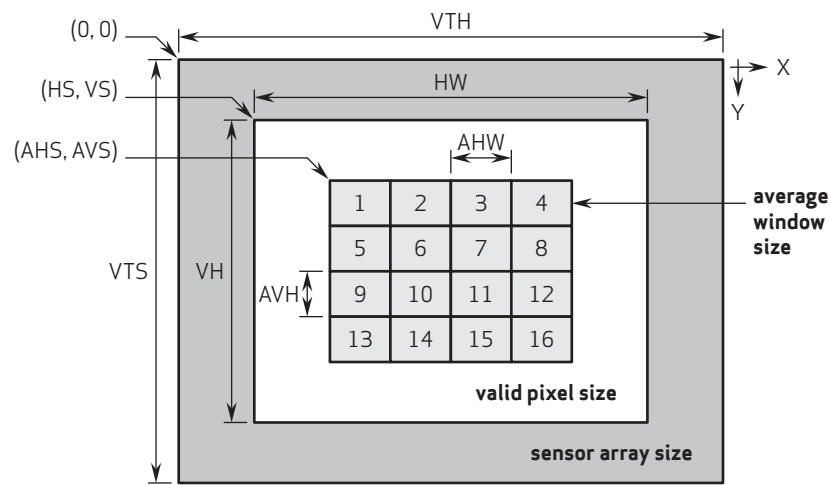 VTH
(0, 0)
X
Y
(HS, VS)
HW
(AHS, AVS)
AHW
1 2 3 4
average
window
size
5 6 7 8
VTS
VH
AVH
9 10 11 12
13 14 15 16
valid pixel size
sensor array size